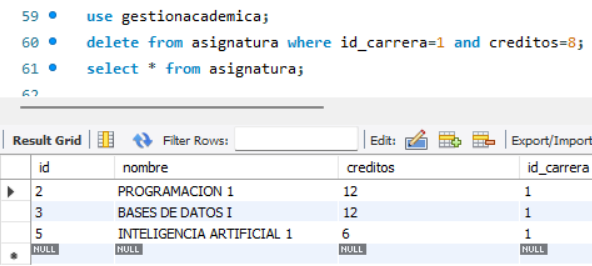 59 use gestionacademica;
60 delete from asignatura where id_carrera=1 and creditos=8;
61 select * from asignatura;
62
Result Grid Filter Rows: Edit: Export/Import
id nombre creditos id_carrera
2 PROGRAMACION 1 12 1
3 BASES DE DATOS I 12 1
5 INTELIGENCIA ARTIFICIAL 1 6 1
NULL NULL NULL NULL